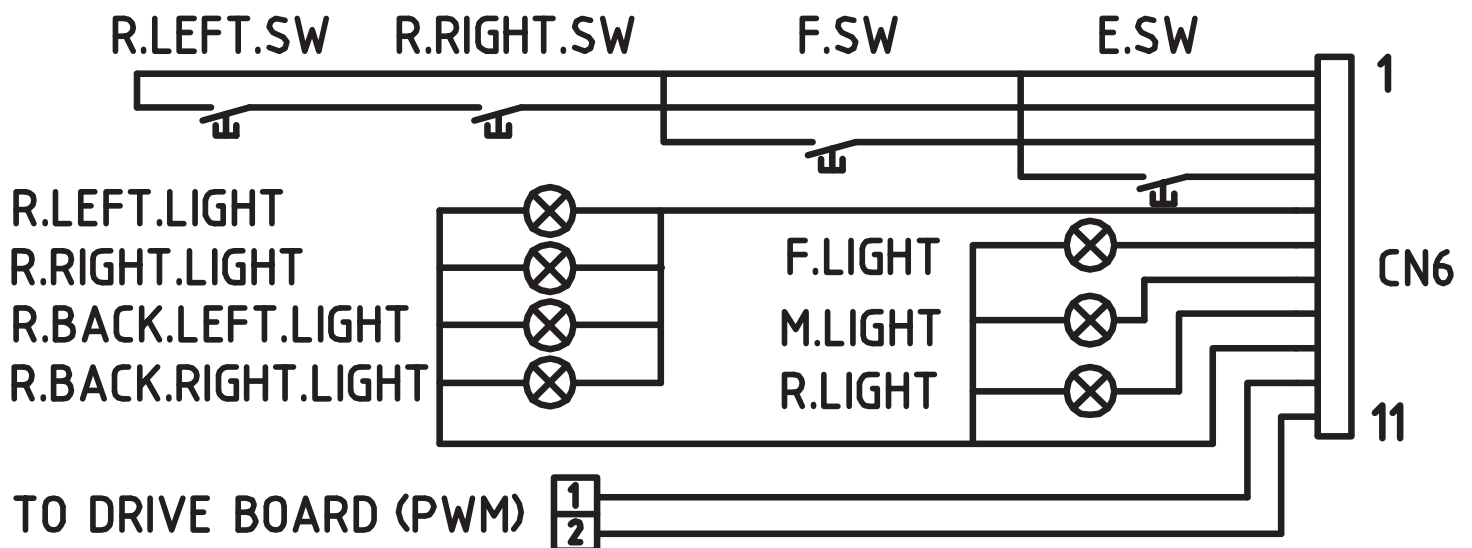 R.LEFT.SW R.RIGHT.SW F.SW E.SW
1
R.LEFT.LIGHT
R.RIGHT.LIGHT
R.BACK.LEFT.LIGHT
R.BACK.RIGHT.LIGHT
F.LIGHT
M.LIGHT
R.LIGHT
CN6
11
TO DRIVE BOARD (PWM)
1
2